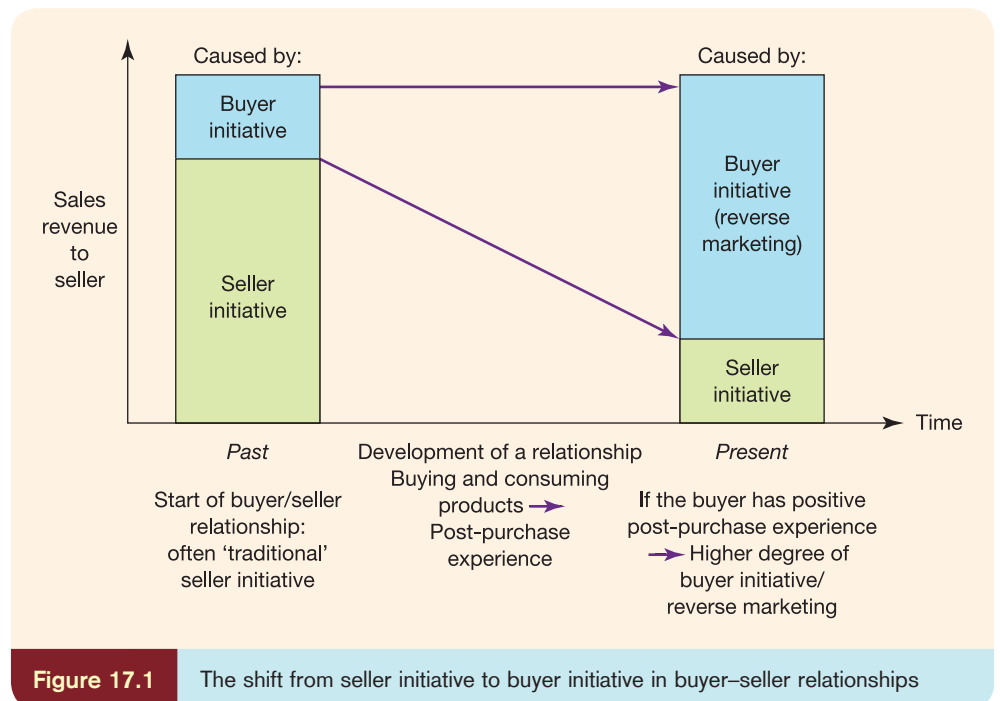 Caused by:
Buyer
initiative
Seller
initiative
Sales
revenue
to
seller
Caused by:
Buyer
initiative
(reverse
marketing)
Seller
initiative
Time
Past
Start of buyer/seller
relationship:
often ‘traditional’
seller initiative
Development of a relationship
Buying and consuming
products →
Post-purchase
experience
Present
If the buyer has positive
post-purchase experience
→ Higher degree of
buyer initiative/
reverse marketing
Figure 17.1 The shift from seller initiative to buyer initiative in buyer–seller relationships